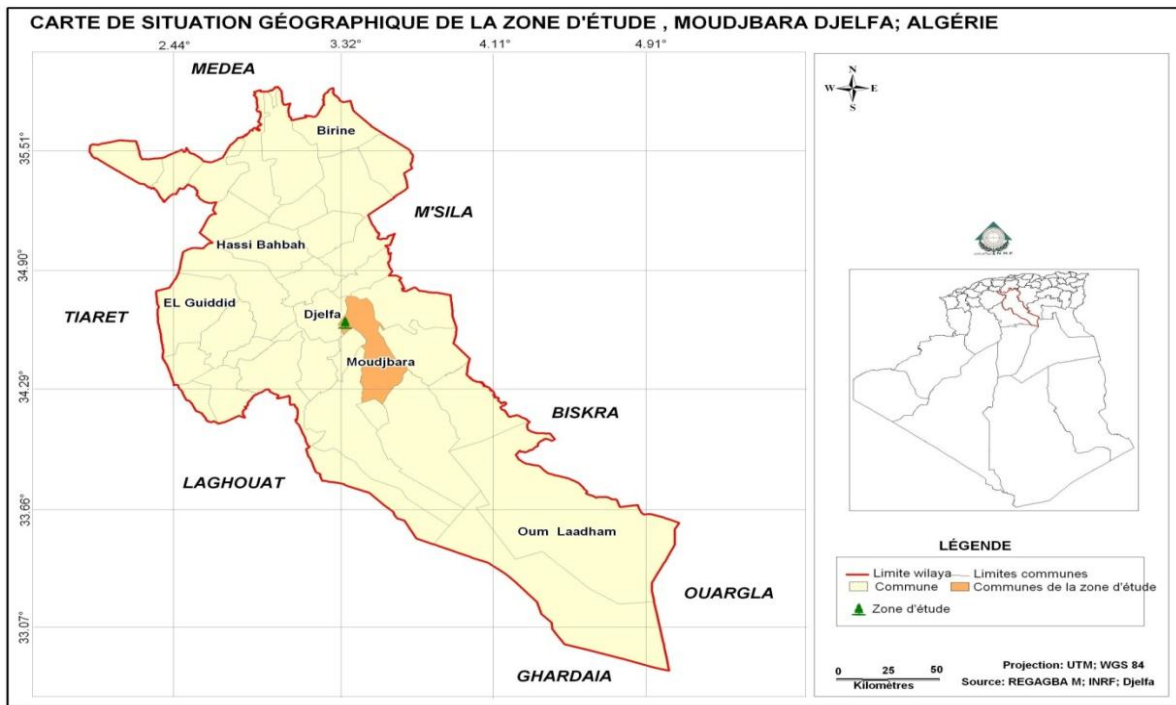 CARTE DE SITUATION GÉOGRAPHIQUE DE LA ZONE D'ÉTUDE , MOUDJBARA DJELFA; ALGÉRIE
2.44° 3.32° 4.11° 4.91°
MEDEA
N
W E
S
Birine
35.51°
M'SILA
Hassi Bahbah
34.90°
EL Guiddid
TIARET
Djelfa
Moudjbara
34.29°
BISKRA
LAGHOUAT
33.66°
Oum Laadham
OUARGLA
33.07°
GHARDAIA
LÉGENDE
Limite wilaya Limites communes
Commune Communes de la zone d'étude
Zone d'étude
0 25 50
Kilomètres
Projection: UTM; WGS 84
Source: REGAGBA M; INRF; Djelfa